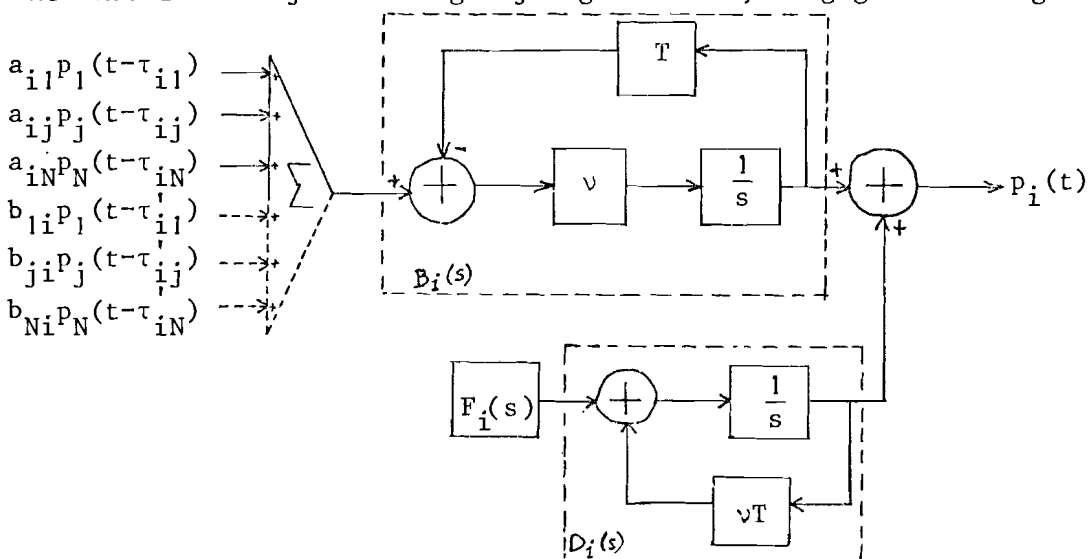 T
a_{i1}p_1(t-τ_{i1})
a_{ij}p_j(t-τ_{ij})
a_{iN}p_N(t-τ_{iN})
b_{1i}p_1(t-τ'_{i1})
b_{ji}p_j(t-τ'_{ij})
b_{Ni}p_N(t-τ'_{iN})
+
+
+
+
+
+
Σ
+
-
+
ν
1/s
+
+
+
p_i(t)
B_i(s)
F_i(s)
+
1/s
νT
D_i(s)